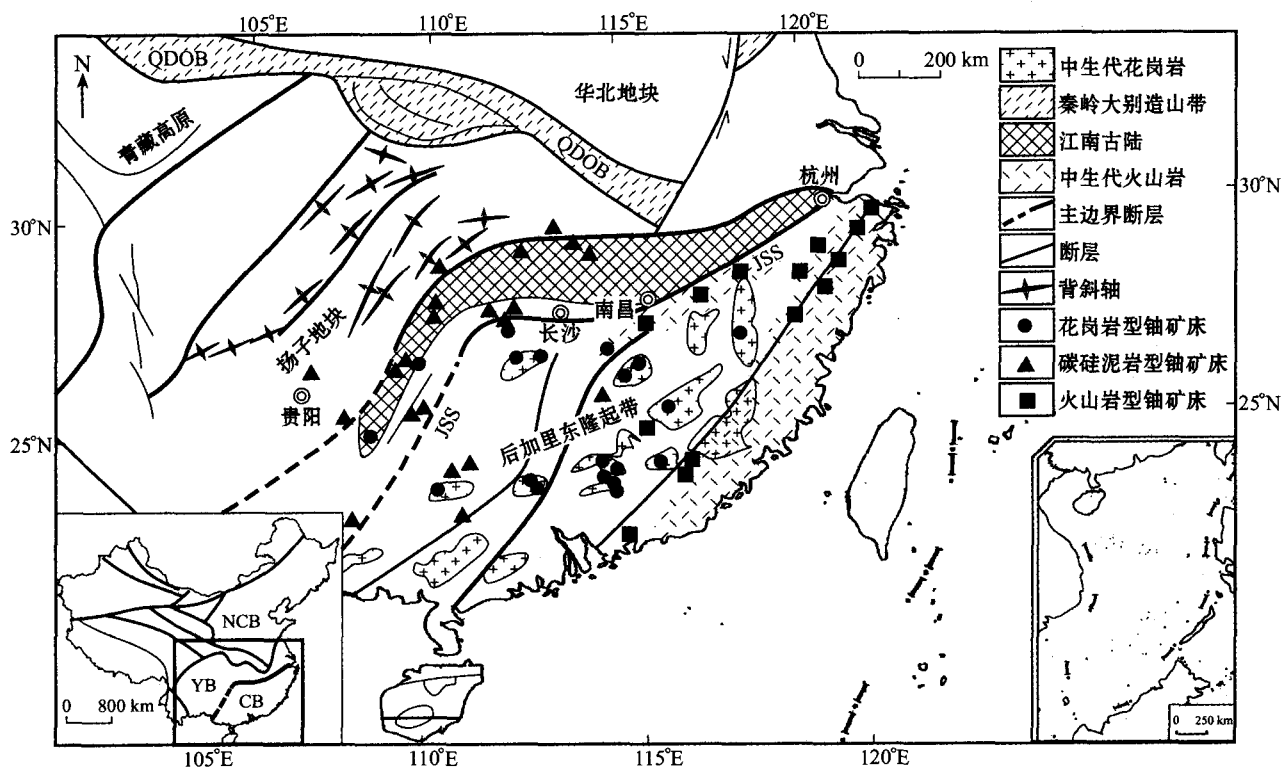 105°E
110°E
115°E
120°E
QDOB
N
0 200 km
华北地块
青藏高原
QDOB
杭州
30°N
30°N
JSS
南昌
长沙
扬子地块
贵阳
JSS
后加里东隆起带
25°N
25°N
中生代花岗岩
秦岭大别造山带
江南古陆
中生代火山岩
主边界断层
断层
背斜轴
花岗岩型铀矿床
碳硅泥岩型铀矿床
火山岩型铀矿床
NCB
YB
CB
0 800 km
0 250 km
105°E
110°E
115°E
120°E